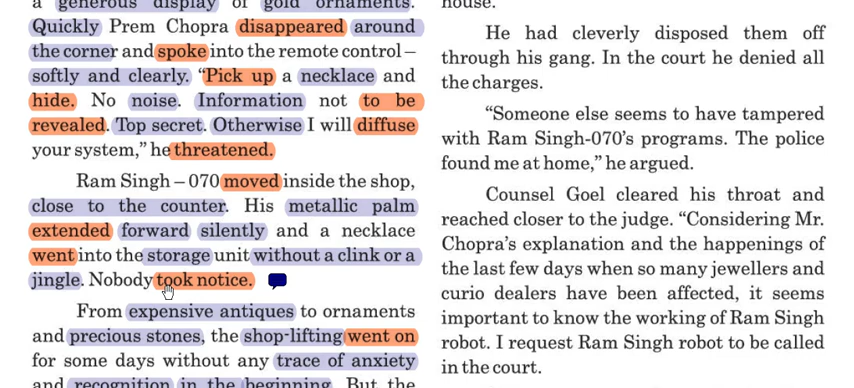 a generous display of gold ornaments.
Quickly Prem Chopra disappeared around
the corner and spoke into the remote control –
softly and clearly. “Pick up a necklace and
hide. No noise. Information not to be
revealed. Top secret. Otherwise I will diffuse
your system,” he threatened.
Ram Singh – 070 moved inside the shop,
close to the counter. His metallic palm
extended forward silently and a necklace
went into the storage unit without a clink or a
jingle. Nobody took notice.
From expensive antiques to ornaments
and precious stones, the shop-lifting went on
for some days without any trace of anxiety
and recognition in the beginning. But the
house.
He had cleverly disposed them off
through his gang. In the court he denied all
the charges.
“Someone else seems to have tampered
with Ram Singh-070’s programs. The police
found me at home,” he argued.
Counsel Goel cleared his throat and
reached closer to the judge. “Considering Mr.
Chopra’s explanation and the happenings of
the last few days when so many jewellers and
curio dealers have been affected, it seems
important to know the working of Ram Singh
robot. I request Ram Singh robot to be called
in the court.